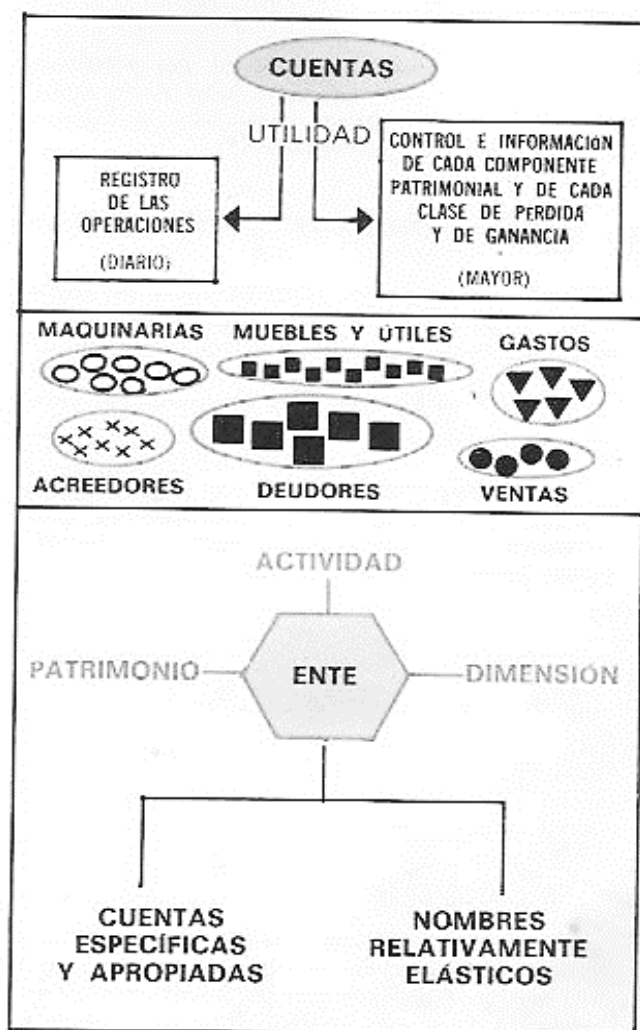 CUENTAS
UTILIDAD
REGISTRO
DE LAS
OPERACIONES
(DIARIO)
CONTROL E INFORMACIÓN
DE CADA COMPONENTE
PATRIMONIAL Y DE CADA
CLASE DE PERDIDA
Y DE GANANCIA
(MAYOR)
MAQUINARIAS
MUEBLES Y ÚTILES
GASTOS
ACREEDORES
DEUDORES
VENTAS
ACTIVIDAD
PATRIMONIO
ENTE
DIMENSIÓN
CUENTAS
ESPECÍFICAS
Y APROPIADAS
NOMBRES
RELATIVAMENTE
ELÁSTICOS